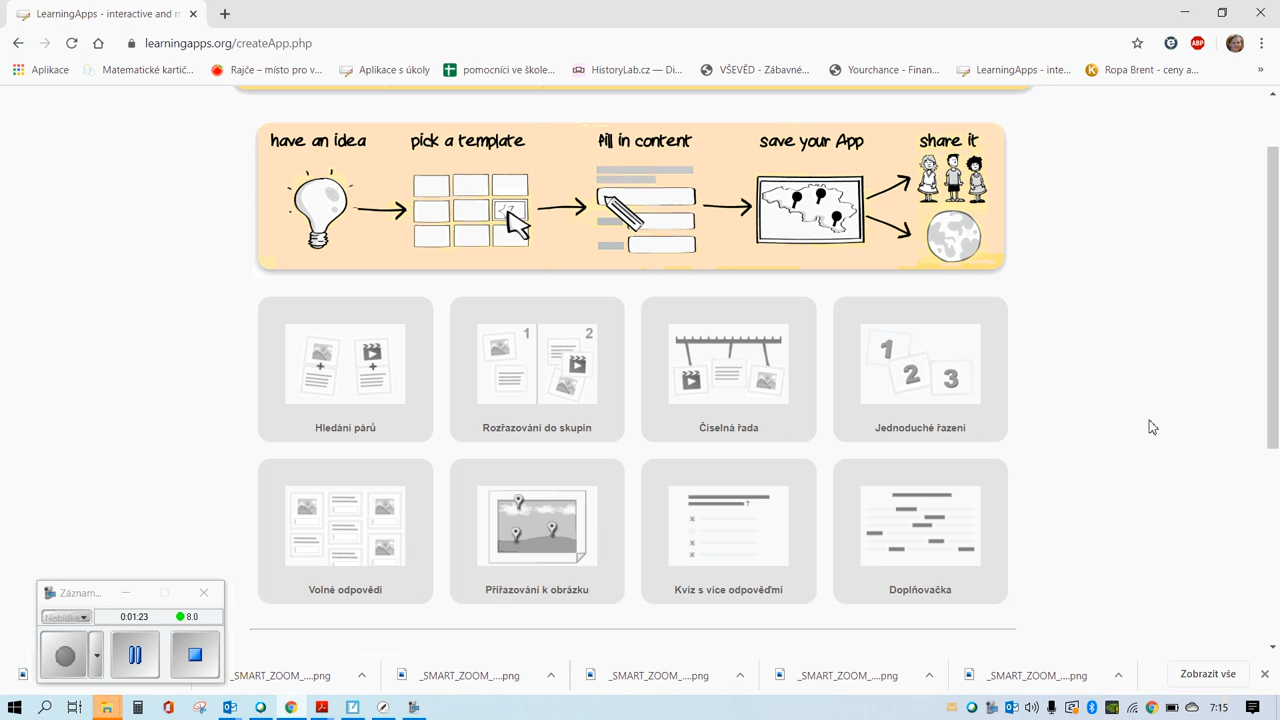 LearningApps - interactive and m
learningapps.org/createApp.php
ABP
Aplikace
Matematické kartič...
Rajče – místo pro v...
Aplikace s úkoly
pomocníci ve škole...
HistoryLab.cz — Di...
VŠEVĚD - Zábavné...
Yourchance - Finan...
LearningApps - inte...
Ropa Brent - ceny a...
»
have an idea
pick a template
fill in content
save your App
share it
1
2
1
2
3
Hledání párů
Rozřazování do skupin
Číselná řada
Jednoduché řazení
?
Volné odpovědi
Přiřazování k obrázku
Kvíz s více odpověďmi
Doplňovačka
Záznam...
Nabídka
0:01:23
8.0
_SMART_ZOOM_....png
_SMART_ZOOM_....png
_SMART_ZOOM_....png
_SMART_ZOOM_....png
_SMART_ZOOM_....png
Zobrazit vše
7:15